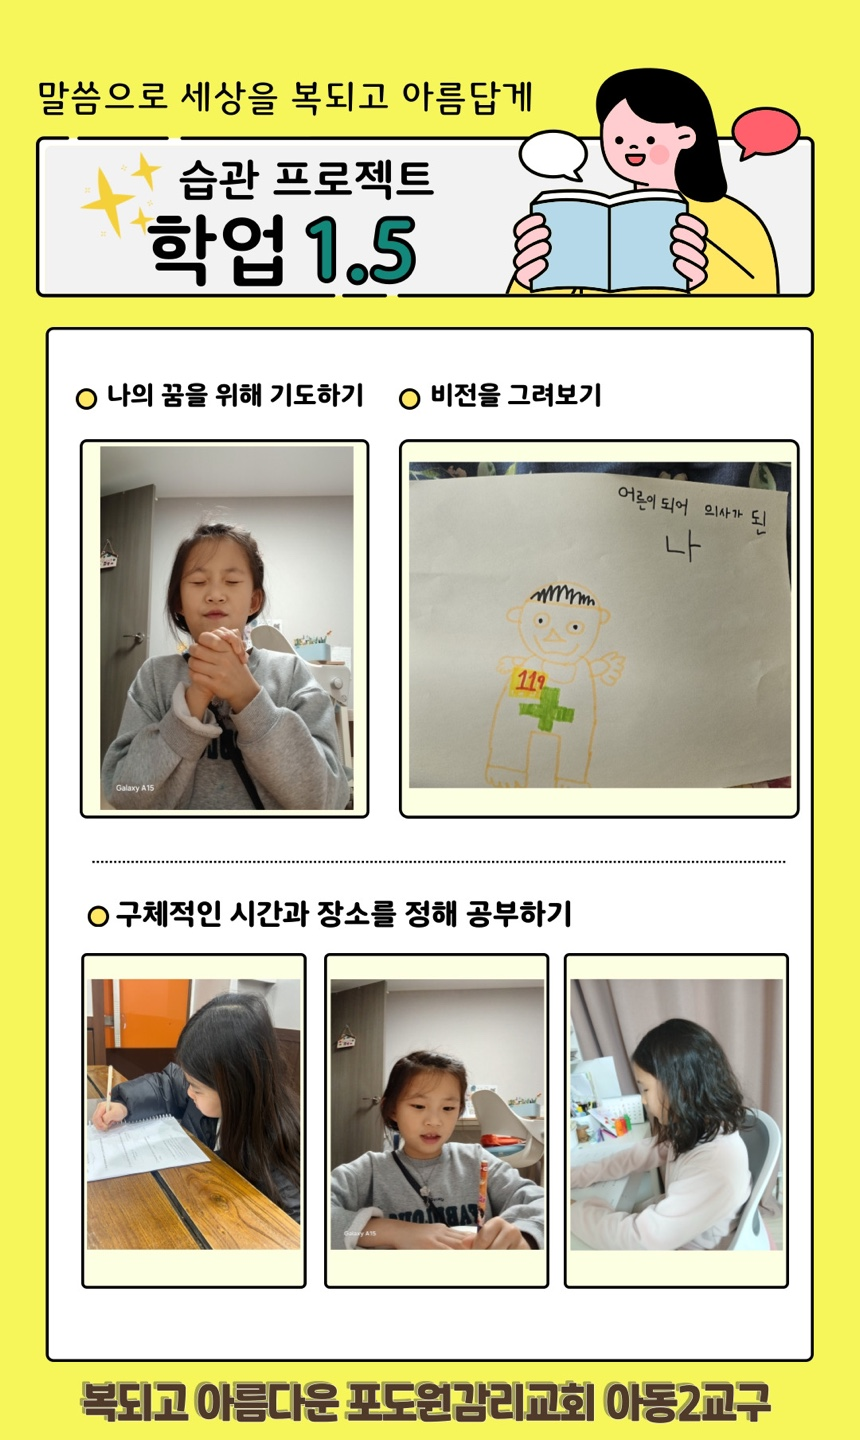 말씀으로 세상을 복되고 아름답게
습관 프로젝트
학업 1.5
나의 꿈을 위해 기도하기
비전을 그려보기
어른이 되어 의사가 된
나
119
Galaxy A15
구체적인 시간과 장소를 정해 공부하기
Galaxy A15
복되고 아름다운 포도원감리교회 아동2교구